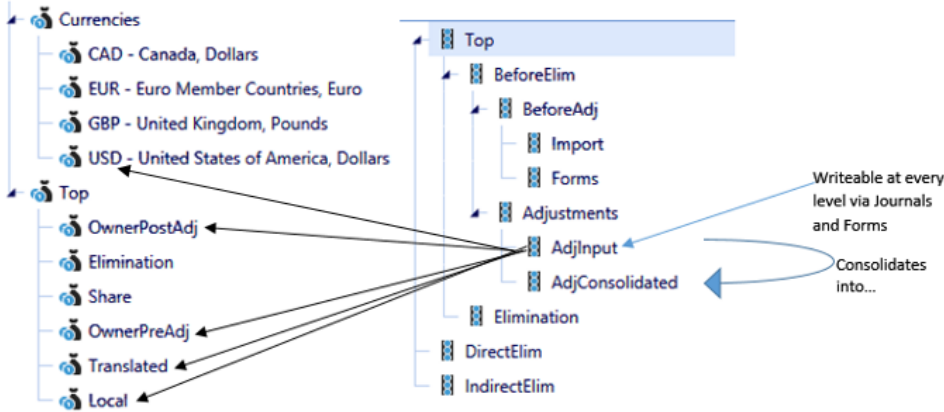 Currencies
CAD - Canada, Dollars
EUR - Euro Member Countries, Euro
GBP - United Kingdom, Pounds
USD - United States of America, Dollars
Top
OwnerPostAdj
Elimination
Share
OwnerPreAdj
Translated
Local
Top
BeforeElim
BeforeAdj
Import
Forms
Adjustments
AdjInput
AdjConsolidated
Elimination
DirectElim
IndirectElim
Writeable at every
level via Journals
and Forms
Consolidates
into...